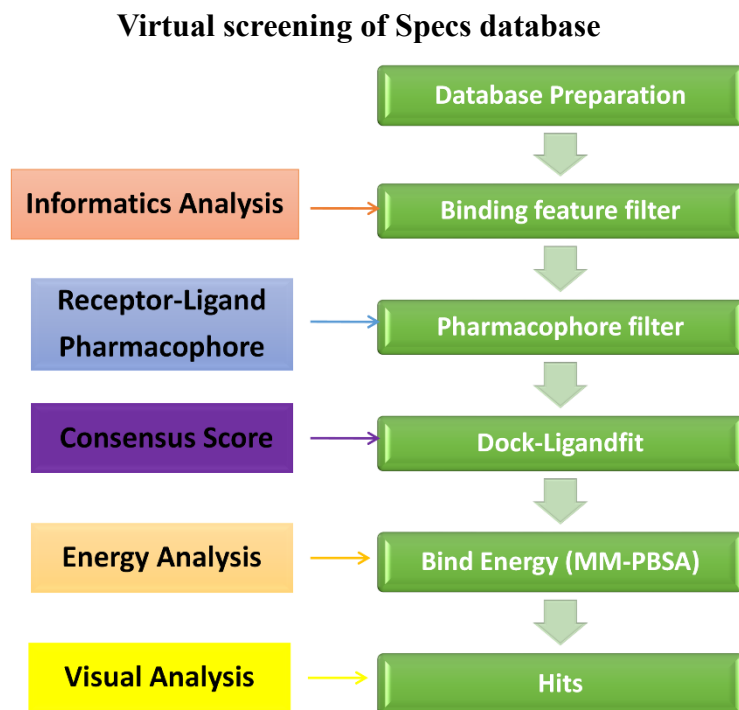 Virtual screening of Specs database
Database Preparation
Informatics Analysis
Binding feature filter
Receptor-Ligand
Pharmacophore
Pharmacophore filter
Consensus Score
Dock-Ligandfit
Energy Analysis
Bind Energy (MM-PBSA)
Visual Analysis
Hits